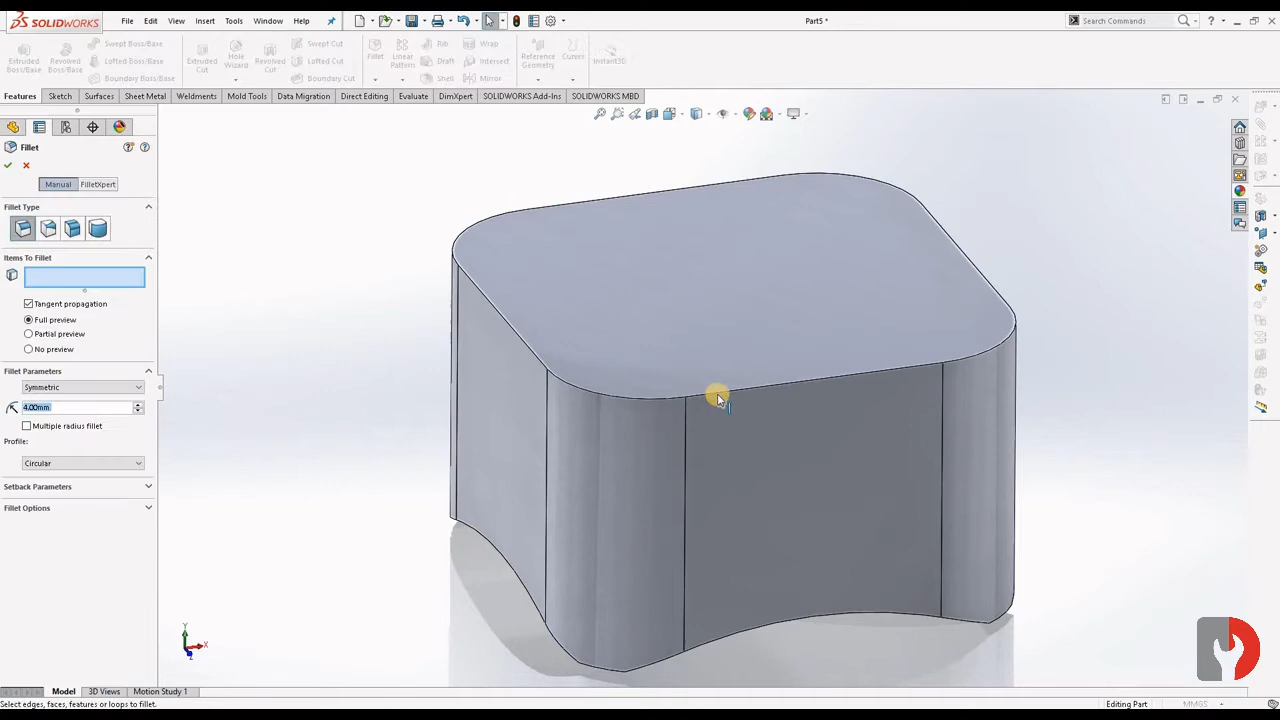 SOLIDWORKS File Edit View Insert Tools Window Help Part5 * Search Commands
Extruded Boss/Base
Revolved Boss/Base
Swept Boss/Base
Lofted Boss/Base
Boundary Boss/Base
Extruded Cut
Hole Wizard
Revolved Cut
Swept Cut
Lofted Cut
Boundary Cut
Fillet
Linear Pattern
Rib
Draft
Shell
Wrap
Intersect
Mirror
Reference Geometry
Curves
Instant3D
Features Sketch Surfaces Sheet Metal Weldments Mold Tools Data Migration Direct Editing Evaluate DimXpert SOLIDWORKS Add-Ins SOLIDWORKS MBD
Fillet
Manual FilletXpert
Fillet Type
Items To Fillet
Tangent propagation
Full preview
Partial preview
No preview
Fillet Parameters
Symmetric
4.00mm
Multiple radius fillet
Profile:
Circular
Setback Parameters
Fillet Options
Y
X
Z
Model 3D Views Motion Study 1
Select edges, faces, features or loops to fillet. Editing Part MMGS